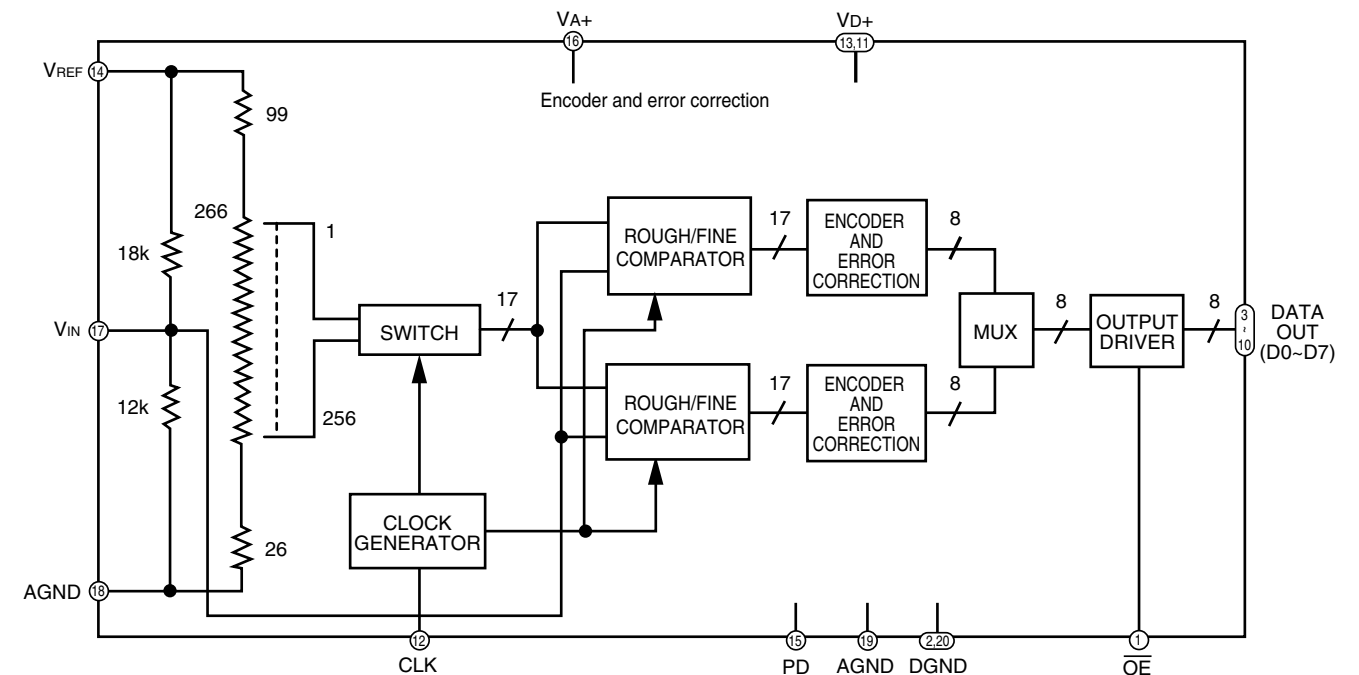 VA+
16
VD+
13,11
VREF 14
Encoder and error correction
99
266
1
18k
VIN 17
12k
256
26
AGND 18
SWITCH
17
CLOCK
GENERATOR
ROUGH/FINE
COMPARATOR
17
ENCODER
AND
ERROR
CORRECTION
8
ROUGH/FINE
COMPARATOR
17
ENCODER
AND
ERROR
CORRECTION
8
MUX
8
OUTPUT
DRIVER
8
3
~
10
DATA
OUT
(D0~D7)
12
CLK
15
PD
19
AGND
2,20
DGND
1
OE